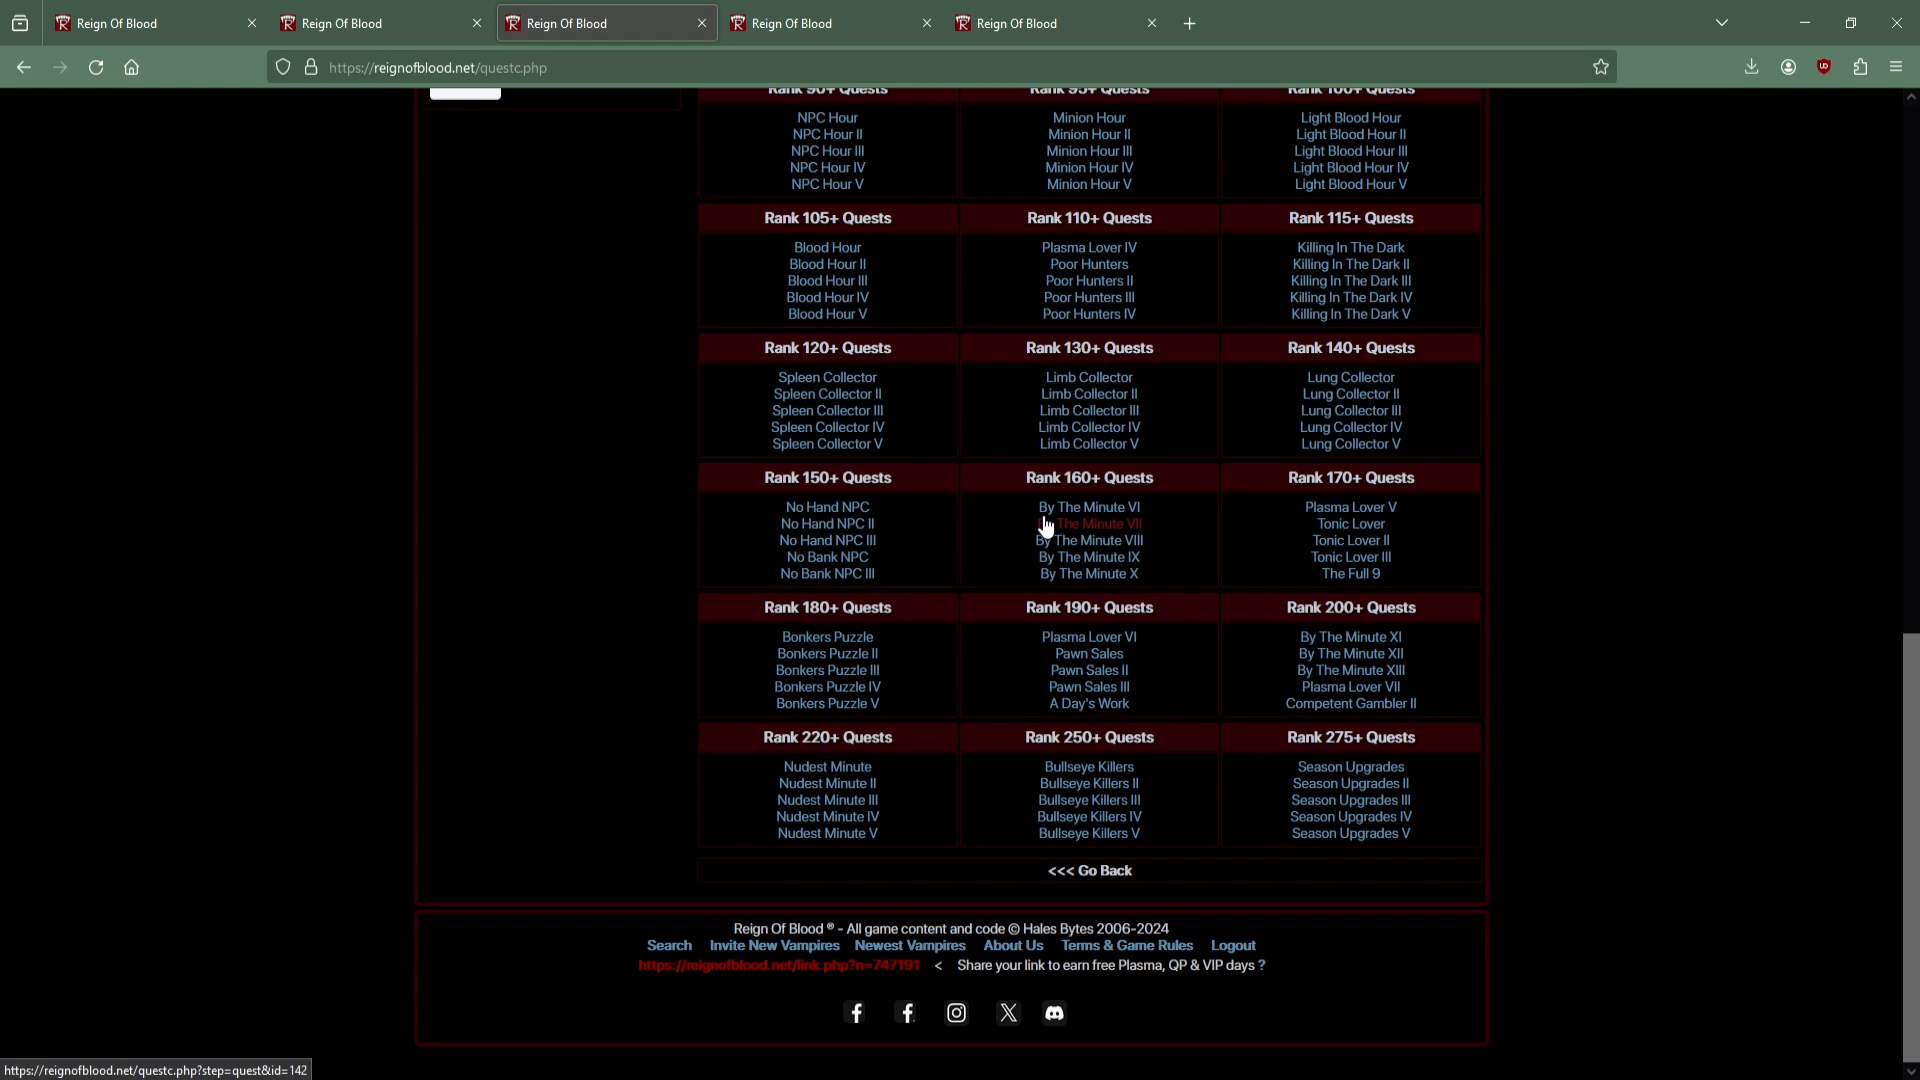 Reign Of Blood
Reign Of Blood
Reign Of Blood
Reign Of Blood
Reign Of Blood
https://reignofblood.net/questc.php
Rank 90+ Quests
Rank 95+ Quests
Rank 100+ Quests
NPC Hour
NPC Hour II
NPC Hour III
NPC Hour IV
NPC Hour V
Minion Hour
Minion Hour II
Minion Hour III
Minion Hour IV
Minion Hour V
Light Blood Hour
Light Blood Hour II
Light Blood Hour III
Light Blood Hour IV
Light Blood Hour V
Rank 105+ Quests
Rank 110+ Quests
Rank 115+ Quests
Blood Hour
Blood Hour II
Blood Hour III
Blood Hour IV
Blood Hour V
Plasma Lover IV
Poor Hunters
Poor Hunters II
Poor Hunters III
Poor Hunters IV
Killing In The Dark
Killing In The Dark II
Killing In The Dark III
Killing In The Dark IV
Killing In The Dark V
Rank 120+ Quests
Rank 130+ Quests
Rank 140+ Quests
Spleen Collector
Spleen Collector II
Spleen Collector III
Spleen Collector IV
Spleen Collector V
Limb Collector
Limb Collector II
Limb Collector III
Limb Collector IV
Limb Collector V
Lung Collector
Lung Collector II
Lung Collector III
Lung Collector IV
Lung Collector V
Rank 150+ Quests
Rank 160+ Quests
Rank 170+ Quests
No Hand NPC
No Hand NPC II
No Hand NPC III
No Bank NPC
No Bank NPC III
By The Minute VI
The Minute VII
By The Minute VIII
By The Minute IX
By The Minute X
Plasma Lover V
Tonic Lover
Tonic Lover II
Tonic Lover III
The Full 9
Rank 180+ Quests
Rank 190+ Quests
Rank 200+ Quests
Bonkers Puzzle
Bonkers Puzzle II
Bonkers Puzzle III
Bonkers Puzzle IV
Bonkers Puzzle V
Plasma Lover VI
Pawn Sales
Pawn Sales II
Pawn Sales III
A Day's Work
By The Minute XI
By The Minute XII
By The Minute XIII
Plasma Lover VII
Competent Gambler II
Rank 220+ Quests
Rank 250+ Quests
Rank 275+ Quests
Nudest Minute
Nudest Minute II
Nudest Minute III
Nudest Minute IV
Nudest Minute V
Bullseye Killers
Bullseye Killers II
Bullseye Killers III
Bullseye Killers IV
Bullseye Killers V
Season Upgrades
Season Upgrades II
Season Upgrades III
Season Upgrades IV
Season Upgrades V
<<< Go Back
Reign Of Blood ® - All game content and code © Hales Bytes 2006-2024
Search Invite New Vampires Newest Vampires About Us Terms & Game Rules Logout
https://reignofblood.net/link.php?n=747191 < Share your link to earn free Plasma, QP & VIP days ?
https://reignofblood.net/questc.php?step=quest&id=142